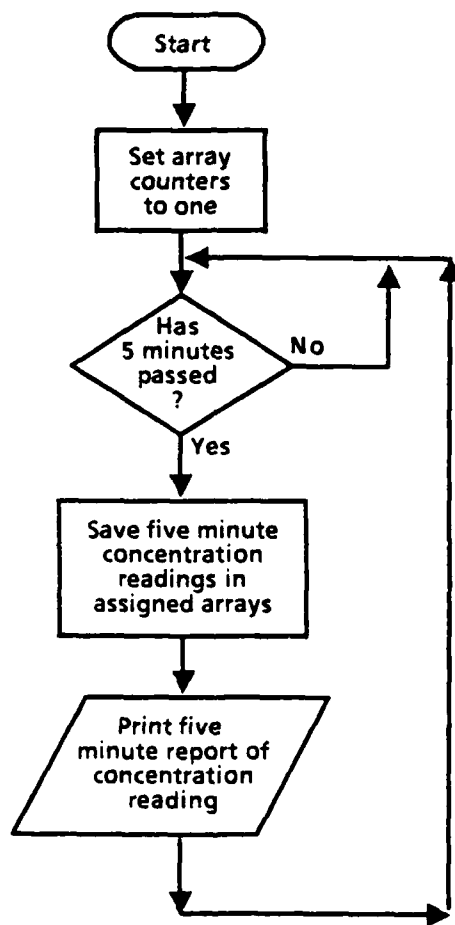 Start
Set array
counters
to one
Has
5 minutes
passed
?
No
Yes
Save five minute
concentration
readings in
assigned arrays
Print five
minute report of
concentration
reading